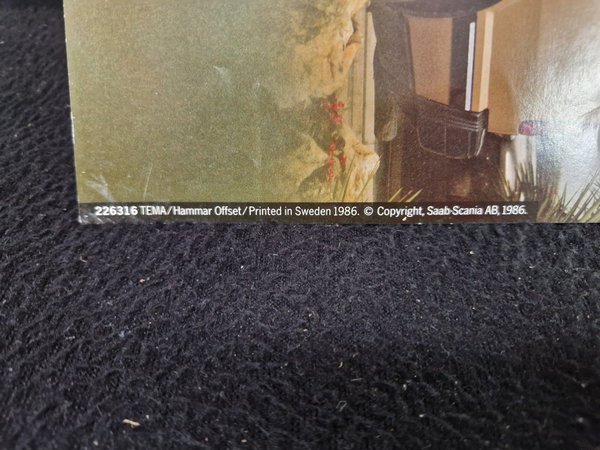 226316 TEMA/Hammar Offset/Printed in Sweden 1986. © Copyright, Saab-Scania AB, 1986.